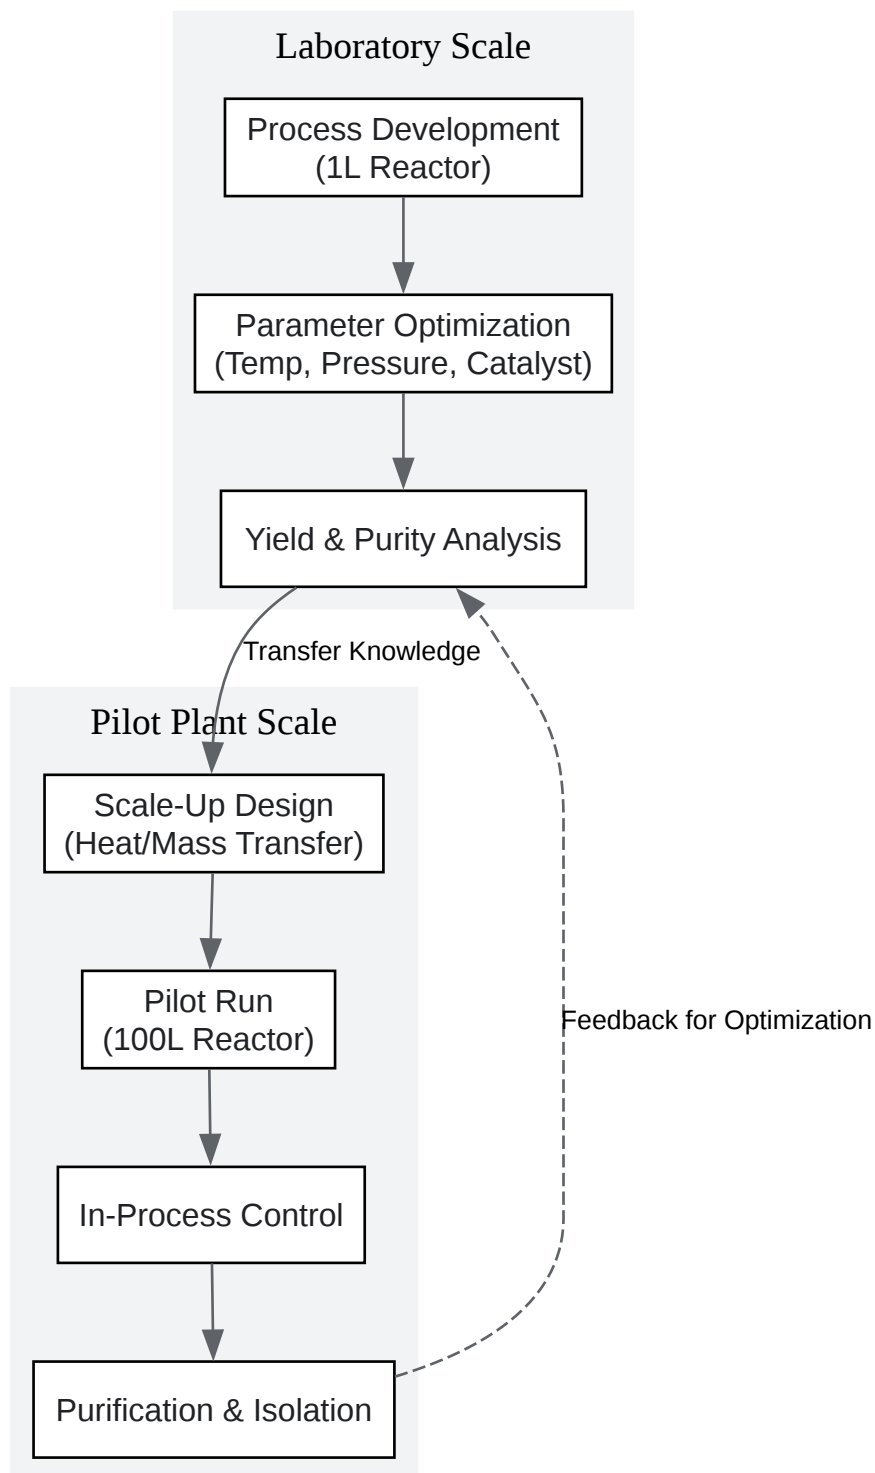 Laboratory Scale
Process Development
(1L Reactor)
Parameter Optimization
(Temp, Pressure, Catalyst)
Yield & Purity Analysis
Transfer Knowledge
Pilot Plant Scale
Scale-Up Design
(Heat/Mass Transfer)
Pilot Run
(100L Reactor)
Feedback for Optimization
In-Process Control
Purification & Isolation